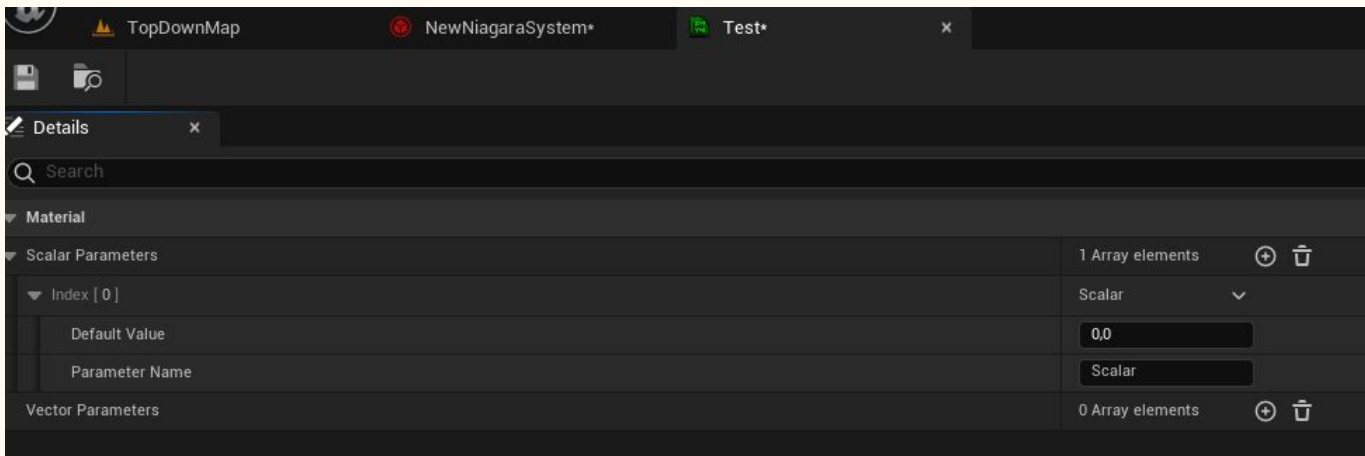 TopDownMap NewNiagaraSystem* Test*
Details
Search
Material
Scalar Parameters 1 Array elements
Index [ 0 ] Scalar
Default Value 0,0
Parameter Name Scalar
Vector Parameters 0 Array elements